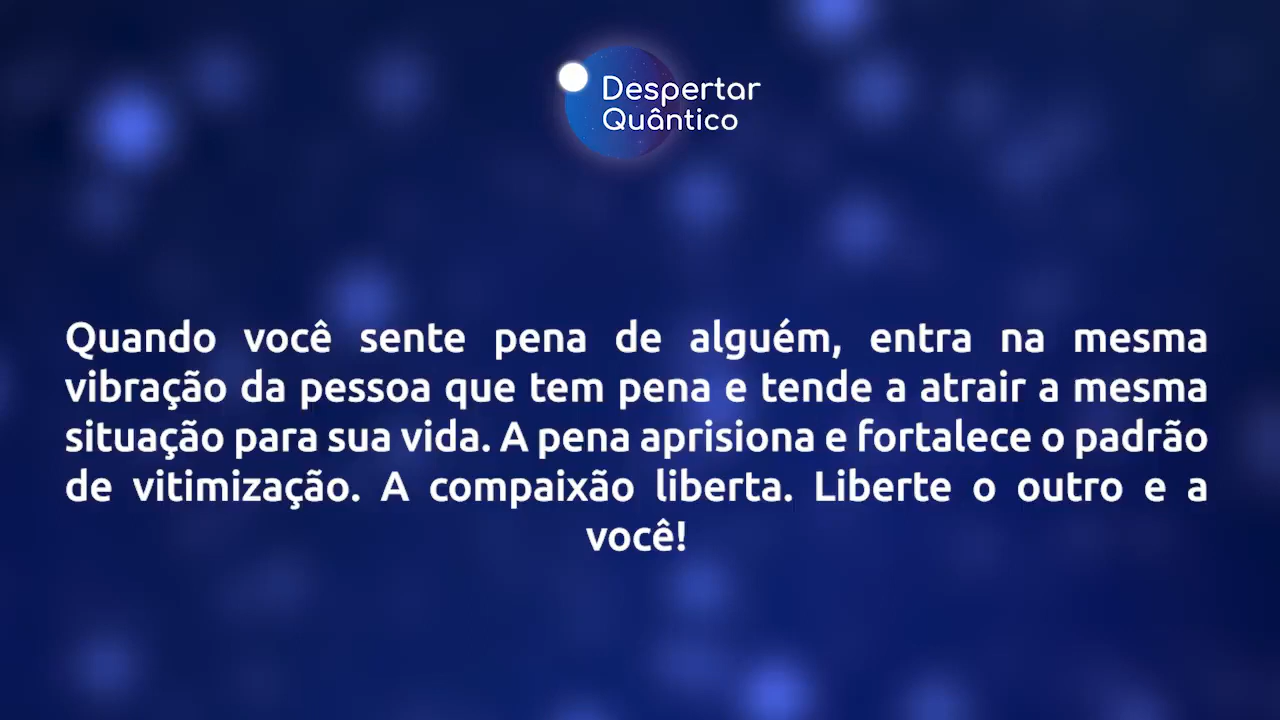 Despertar
Quântico
Quando você sente pena de alguém, entra na mesma
vibração da pessoa que tem pena e tende a atrair a mesma
situação para sua vida. A pena aprisiona e fortalece o padrão
de vitimização. A compaixão liberta. Liberte o outro e a
você!